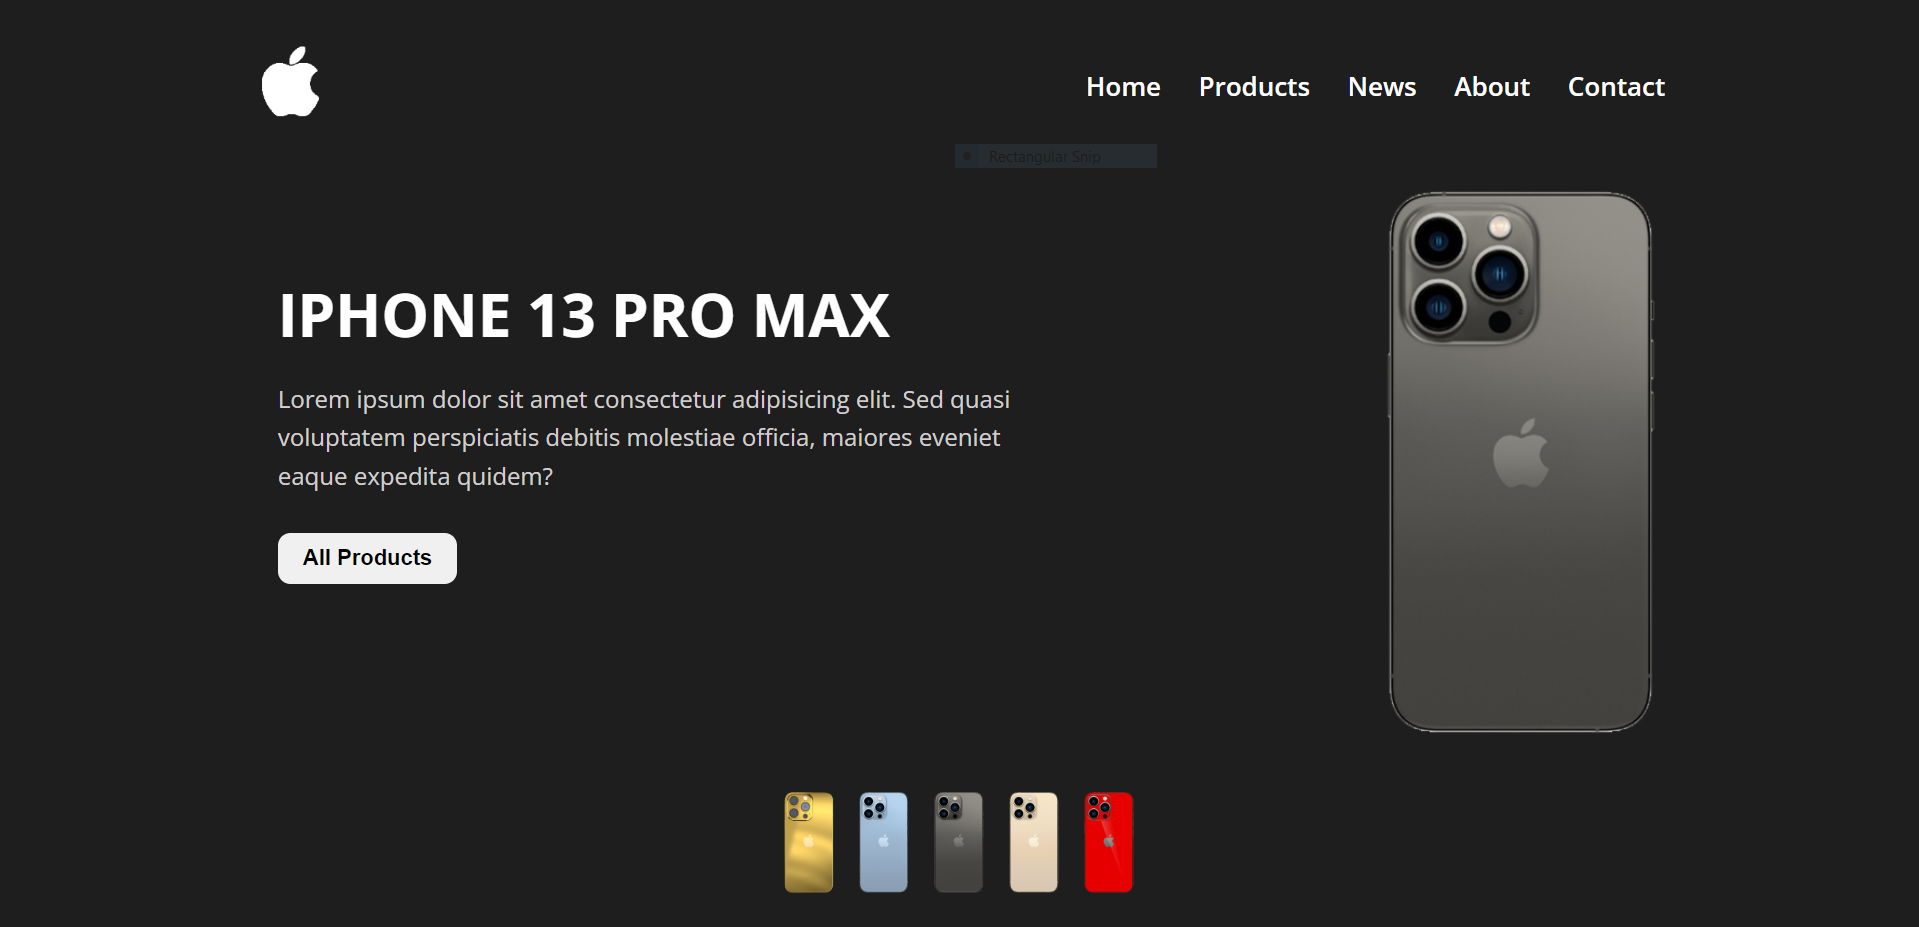 Home Products News About Contact
Rectangular Snip
IPHONE 13 PRO MAX
Lorem ipsum dolor sit amet consectetur adipisicing elit. Sed quasi
voluptatem perspiciatis debitis molestiae officia, maiores eveniet
eaque expedita quidem?
All Products